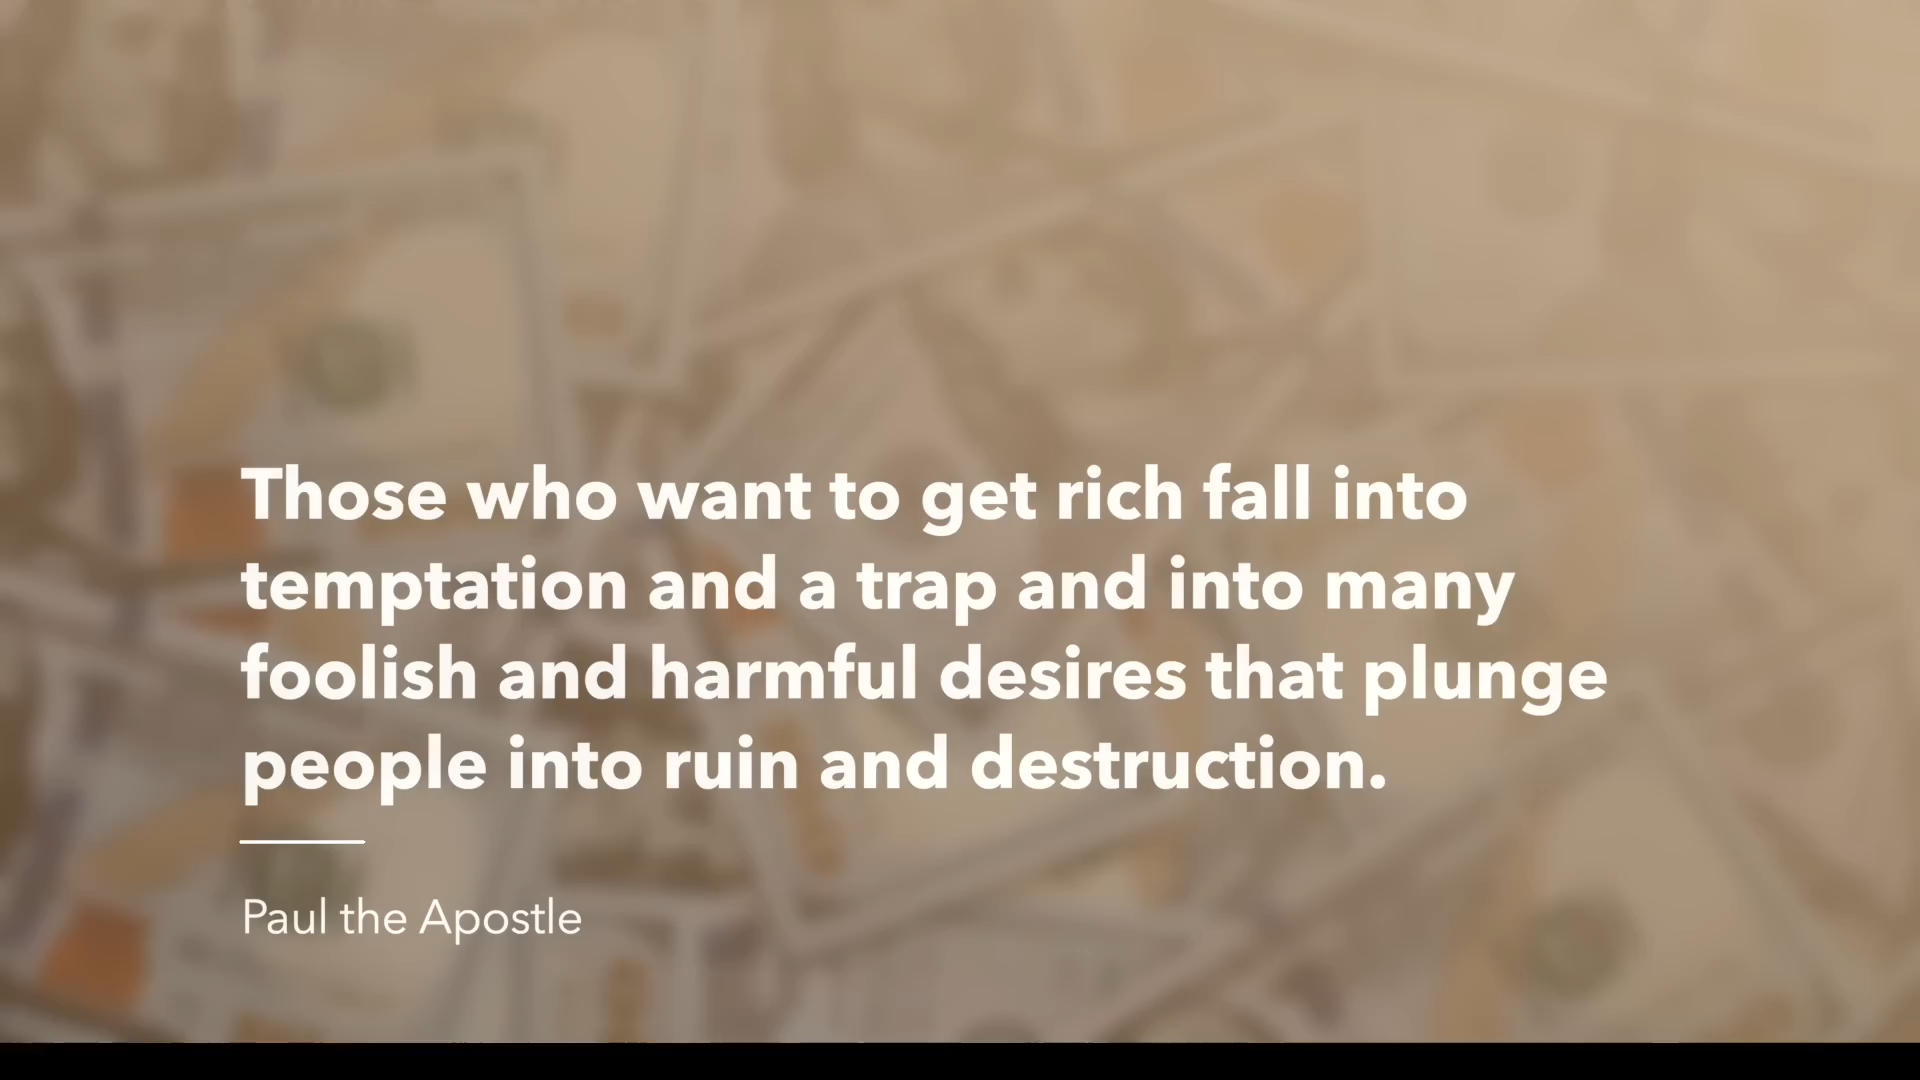 Those who want to get rich fall into
temptation and a trap and into many
foolish and harmful desires that plunge
people into ruin and destruction.
Paul the Apostle